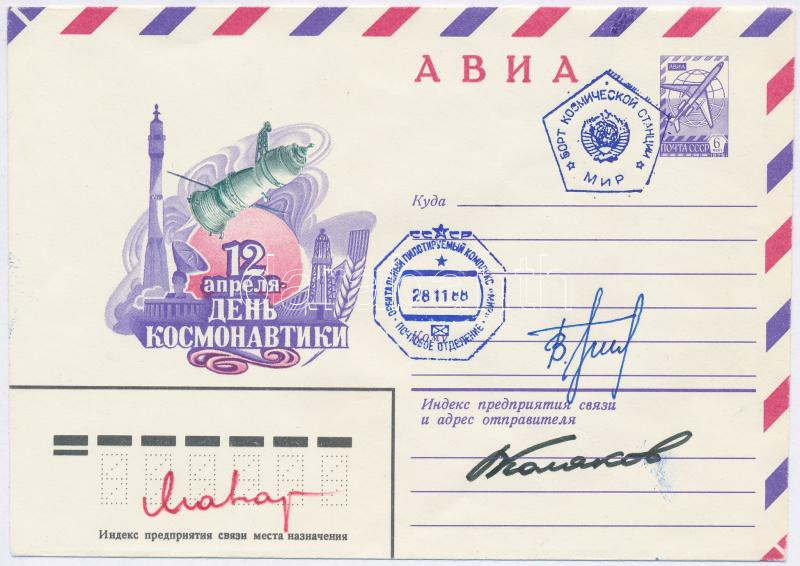 АВИА
АВИА
ПОЧТА СССР
6
БОРТ КОСМИЧЕСКОЙ СТАНЦИИ
МИР
Куда
СССР
ОРБИТАЛЬНЫЙ ПИЛОТИРУЕМЫЙ КОМПЛЕКС «МИР»
28 11 88
ПОЧТОВОЕ ОТДЕЛЕНИЕ
12
апреля-
ДЕНЬ
КОСМОНАВТИКИ
Индекс предприятия связи
и адрес отправителя
Индекс предприятия связи места назначения